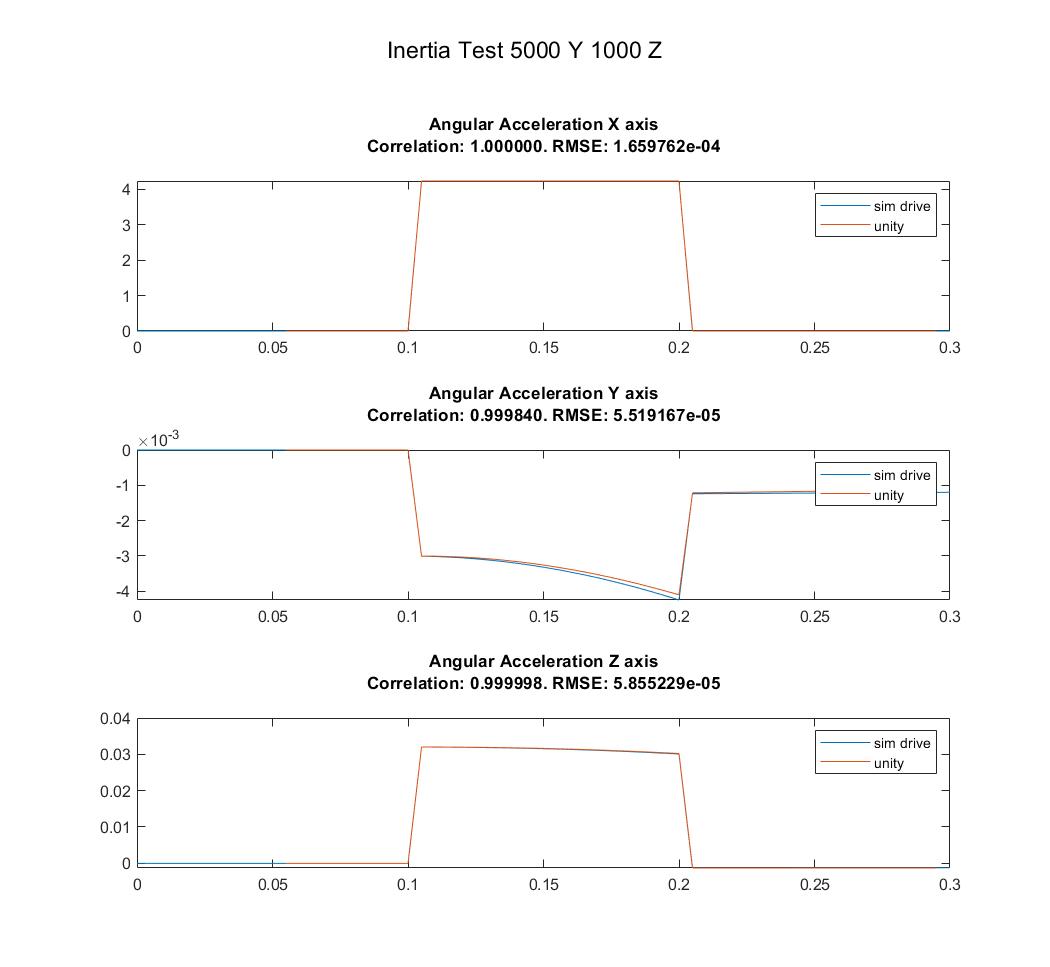 Inertia Test 5000 Y 1000 Z
Angular Acceleration X axis
Correlation: 1.000000. RMSE: 1.659762e-04
4
3
2
1
0
sim drive
unity
0 0.05 0.1 0.15 0.2 0.25 0.3
Angular Acceleration Y axis
Correlation: 0.999840. RMSE: 5.519167e-05
×10-3
0
-1
-2
-3
-4
sim drive
unity
0 0.05 0.1 0.15 0.2 0.25 0.3
Angular Acceleration Z axis
Correlation: 0.999998. RMSE: 5.855229e-05
0.04
0.03
0.02
0.01
0
sim drive
unity
0 0.05 0.1 0.15 0.2 0.25 0.3